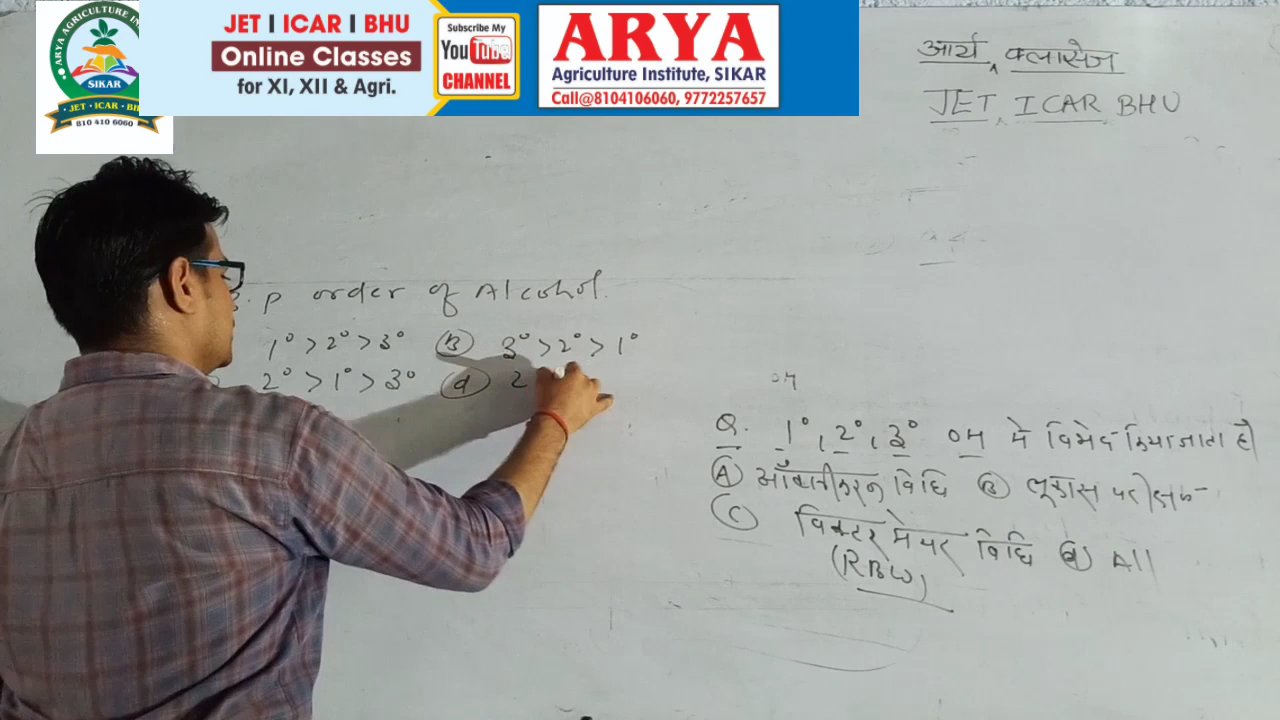 ARYA AGRICULTURE IN
SIKAR
JET · ICAR · BH
810 410 6060
JET I ICAR I BHU
Online Classes
for XI, XII & Agri.
Subscribe My
YouTube
CHANNEL
ARYA
Agriculture Institute, SIKAR
Call@8104106060, 9772257657
आर्य क्लासेज
JET, ICAR BHU
. P order of Alcohol.
1° > 2° > 3° (B) 3° > 2° > 1°
2° > 1° > 3° (d) 2
OH
Q. 1°, 2°, 3° OH में विभेद किया जाता है
(A) ऑक्सीकरण विधि (B) लूकास परीक्षण
(C) विक्टर मेयर विधि (d) All
(RBW)